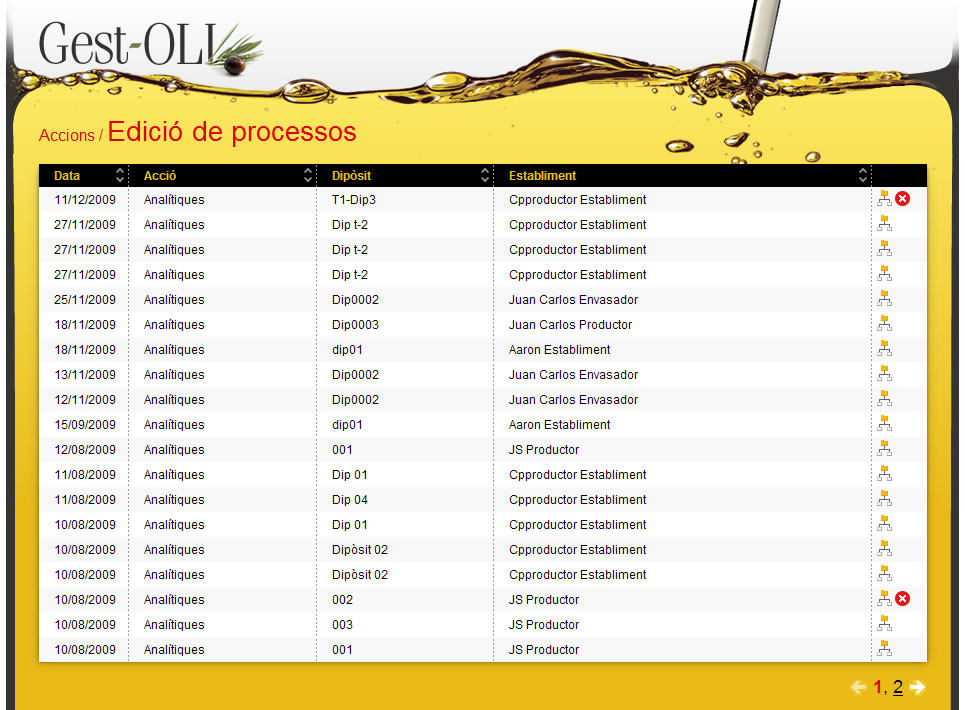 Gest-OLI
Accions / Edició de processos
Data Acció Dipòsit Establiment
11/12/2009 Analítiques T1-Dip3 Cpproductor Establiment
27/11/2009 Analítiques Dip t-2 Cpproductor Establiment
27/11/2009 Analítiques Dip t-2 Cpproductor Establiment
27/11/2009 Analítiques Dip t-2 Cpproductor Establiment
25/11/2009 Analítiques Dip0002 Juan Carlos Envasador
18/11/2009 Analítiques Dip0003 Juan Carlos Productor
18/11/2009 Analítiques dip01 Aaron Establiment
13/11/2009 Analítiques Dip0002 Juan Carlos Envasador
12/11/2009 Analítiques Dip0002 Juan Carlos Envasador
15/09/2009 Analítiques dip01 Aaron Establiment
12/08/2009 Analítiques 001 JS Productor
11/08/2009 Analítiques Dip 01 Cpproductor Establiment
11/08/2009 Analítiques Dip 04 Cpproductor Establiment
10/08/2009 Analítiques Dip 01 Cpproductor Establiment
10/08/2009 Analítiques Dipòsit 02 Cpproductor Establiment
10/08/2009 Analítiques Dipòsit 02 Cpproductor Establiment
10/08/2009 Analítiques 002 JS Productor
10/08/2009 Analítiques 003 JS Productor
10/08/2009 Analítiques 001 JS Productor
1, 2